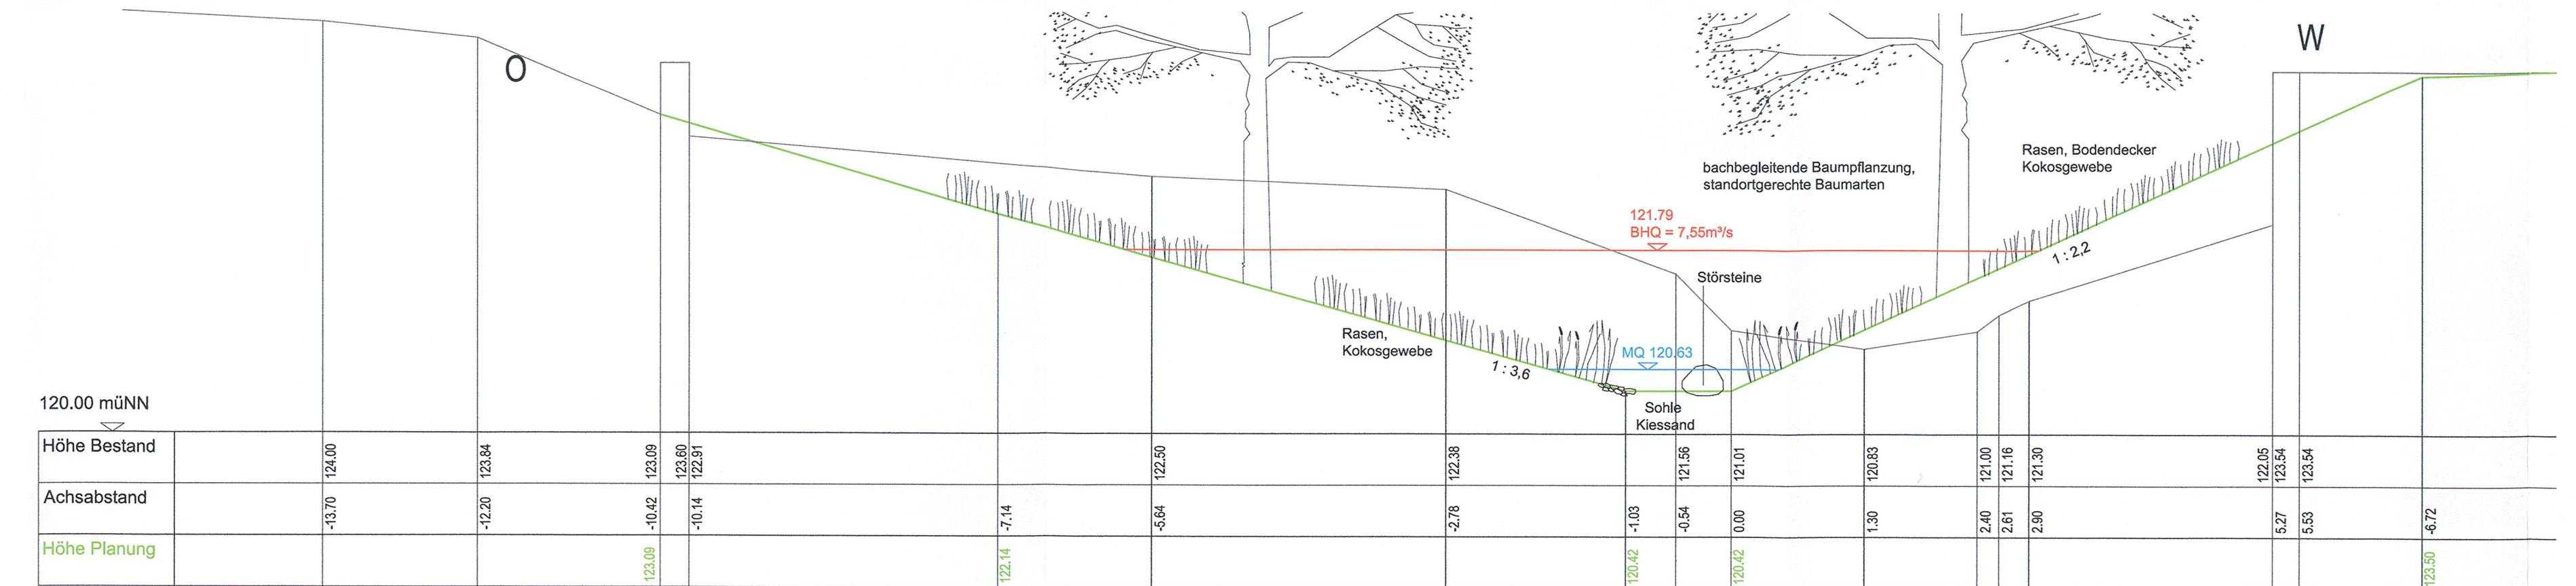 O
W
bachbegleitende Baumpflanzung,
standortgerechte Baumarten
Rasen, Bodendecker
Kokosgewebe
121.79
BHQ = 7,55m³/s
1 : 2,2
Störsteine
Rasen,
Kokosgewebe
MQ 120.63
1 : 3,6
Sohle
Kiessand
120.00 müNN
Höhe Bestand 124.00 123.84 123.09 123.60 122.91 122.50 122.38 121.56 121.01 120.83 121.00 121.16 121.30 122.05 123.54 123.54
Achsabstand -13.70 -12.20 -10.42 -10.14 -7.14 -5.64 -2.78 -1.03 -0.54 0.00 1.30 2.40 2.61 2.90 5.27 5.53 -6.72
Höhe Planung 123.09 122.14 120.42 120.42 123.50